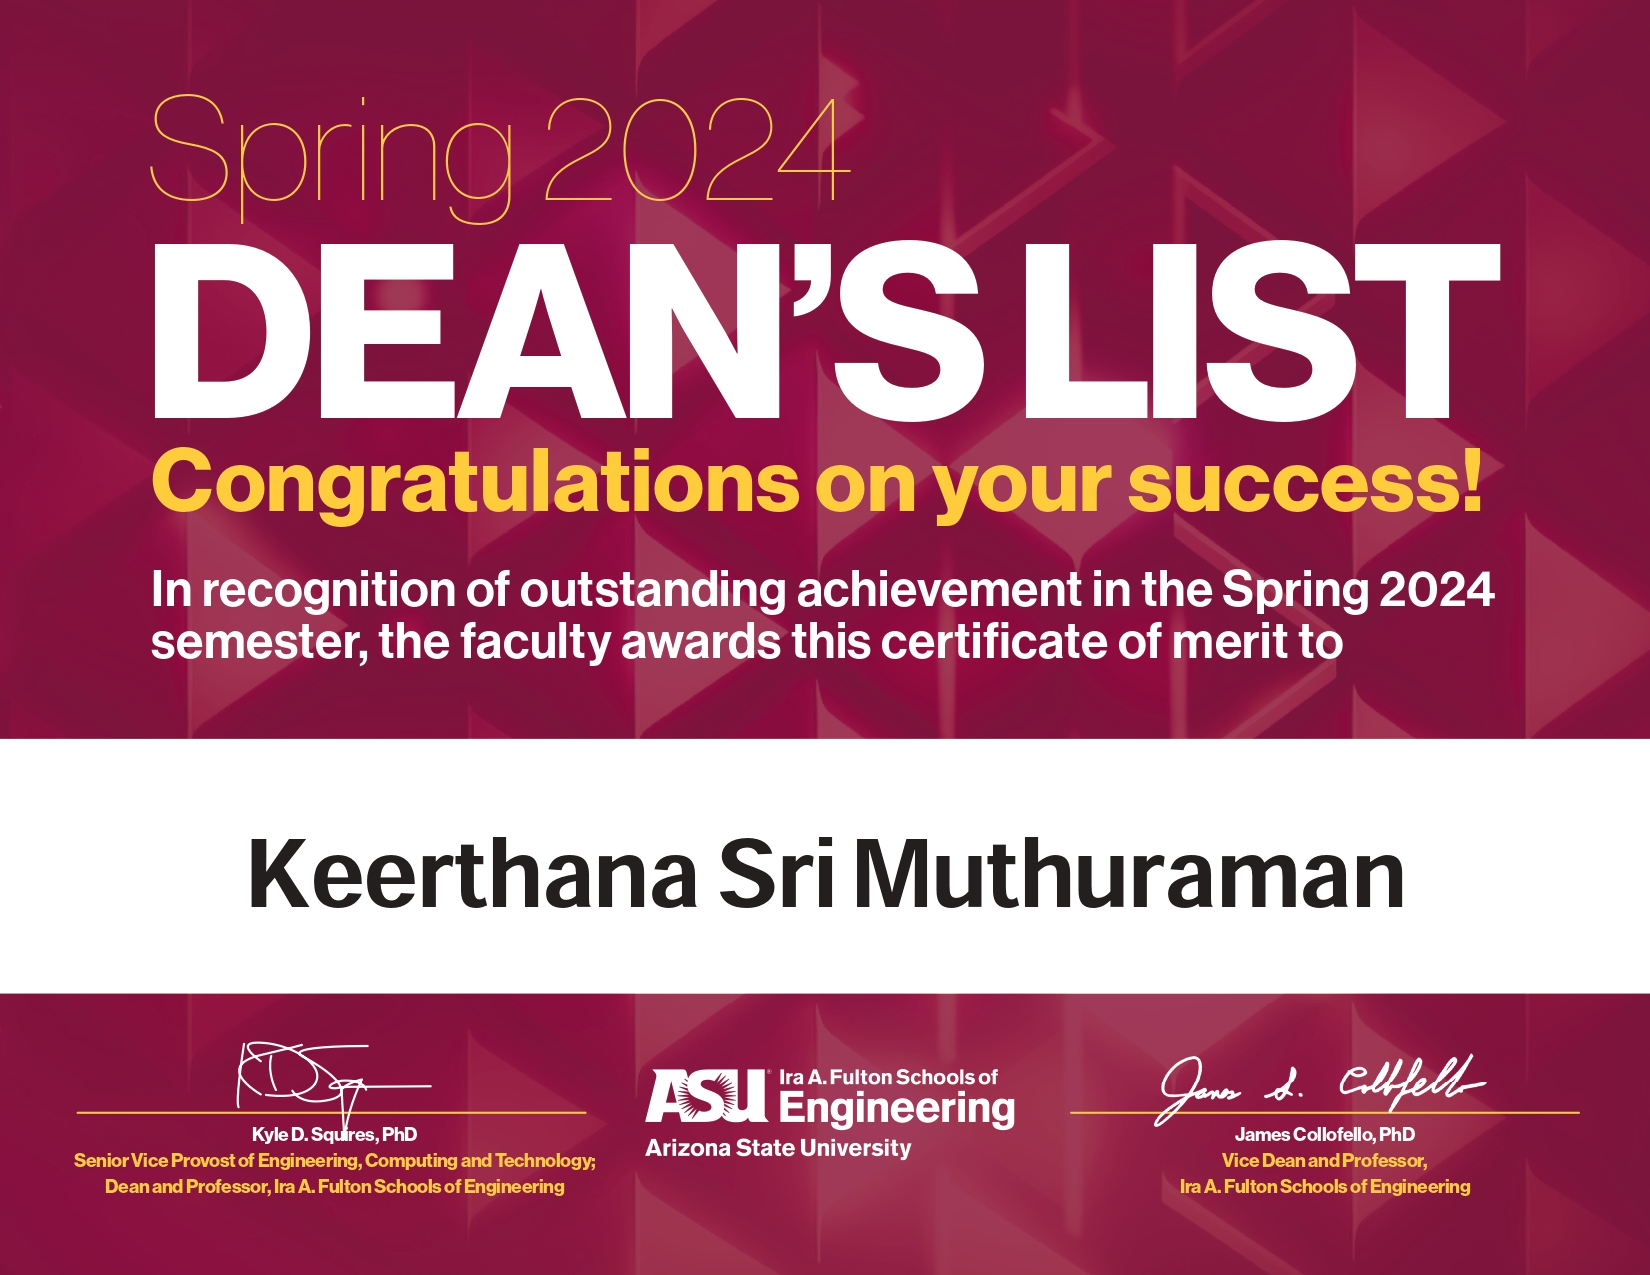 Spring 2024
DEAN’S LIST
Congratulations on your success!
In recognition of outstanding achievement in the Spring 2024
semester, the faculty awards this certificate of merit to
Keerthana Sri Muthuraman
Kyle D. Squires, PhD
Senior Vice Provost of Engineering, Computing and Technology;
Dean and Professor, Ira A. Fulton Schools of Engineering
ASU® Ira A. Fulton Schools of
Engineering
Arizona State University
James S. Collofello
James Collofello, PhD
Vice Dean and Professor,
Ira A. Fulton Schools of Engineering